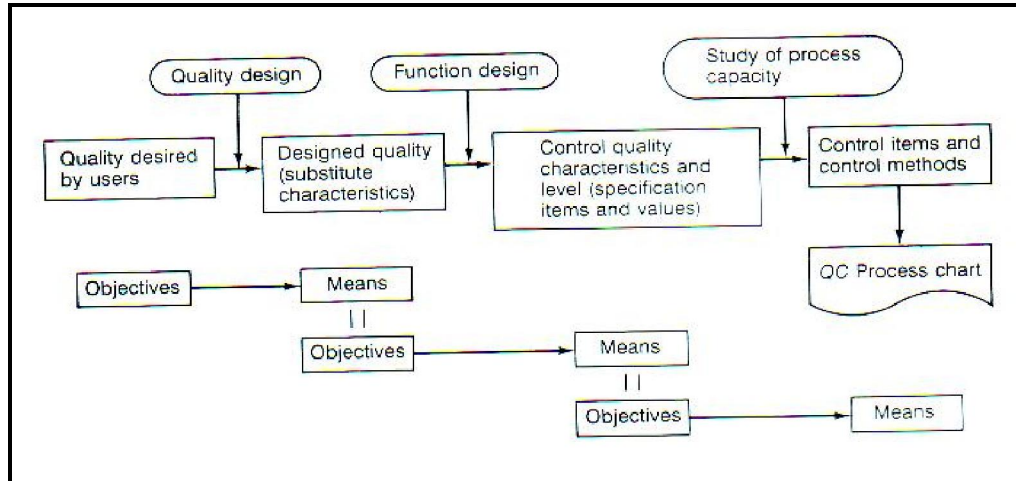 Quality design
Function design
Study of process
capacity
Quality desired
by users
Designed quality
(substitute
characteristics)
Control quality
characteristics and
level (specification
items and values)
Control items and
control methods
QC Process chart
Objectives
Means
Objectives
Means
Objectives
Means